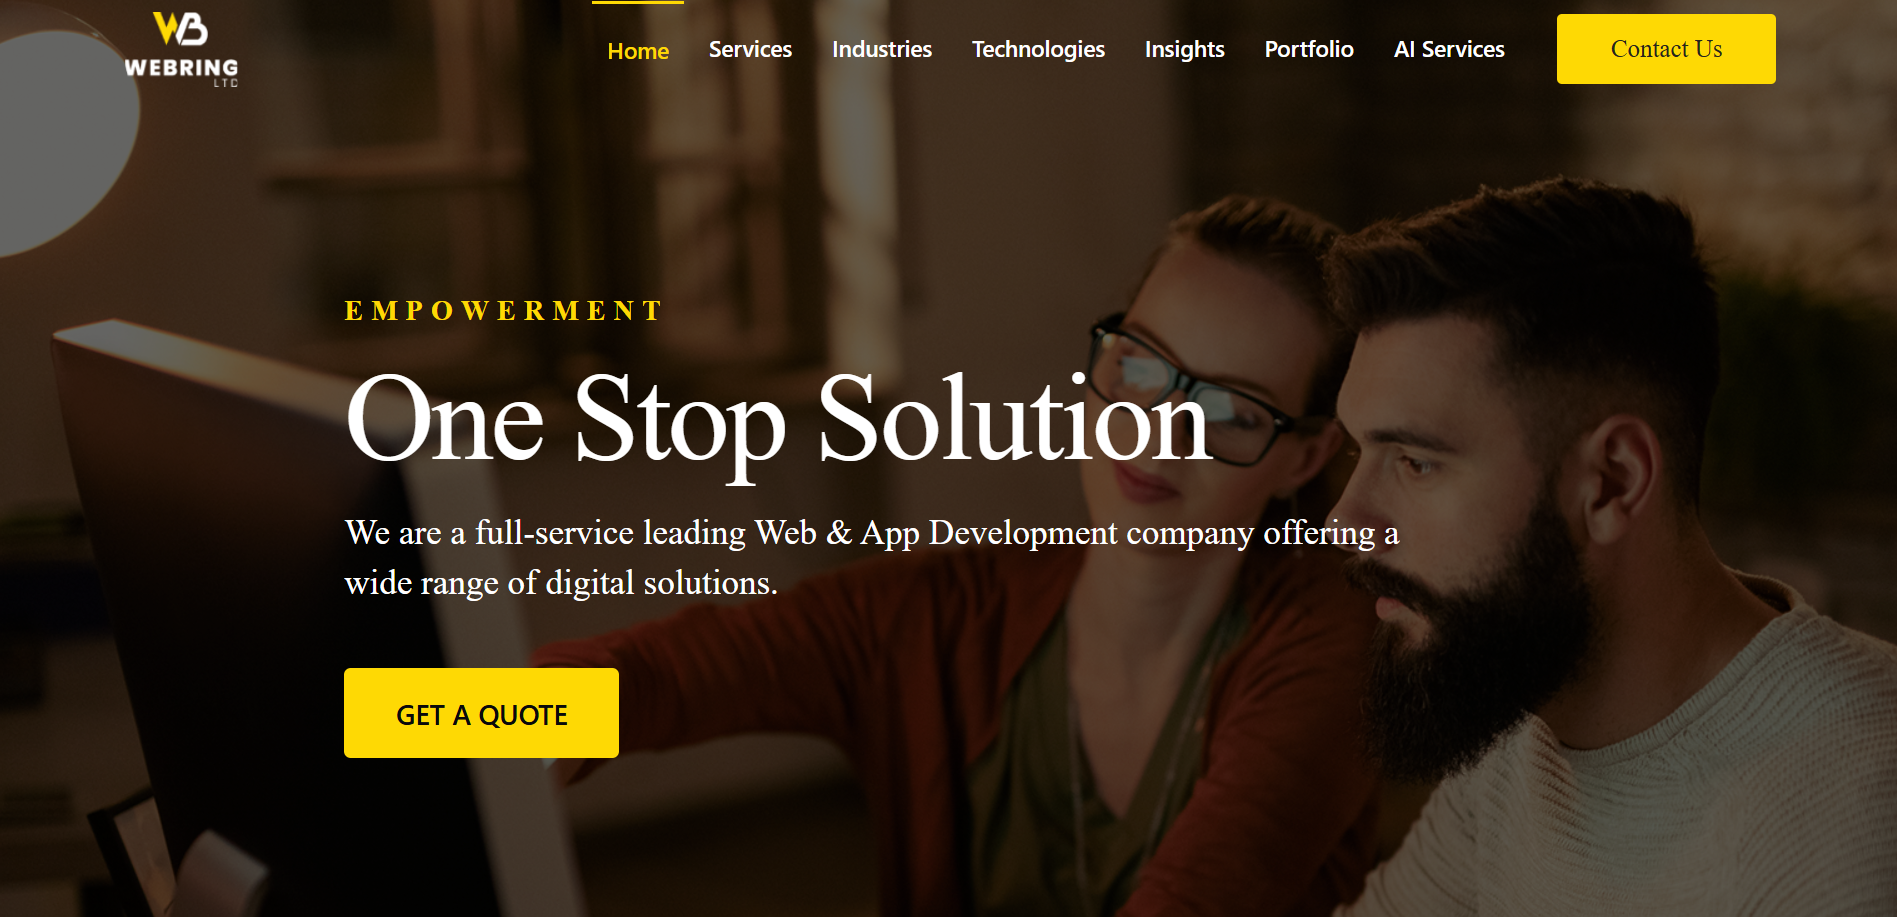 WB
WEBRING
LTD
Home
Services
Industries
Technologies
Insights
Portfolio
AI Services
Contact Us
EMPOWERMENT
One Stop Solution
We are a full-service leading Web & App Development company offering a
wide range of digital solutions.
GET A QUOTE